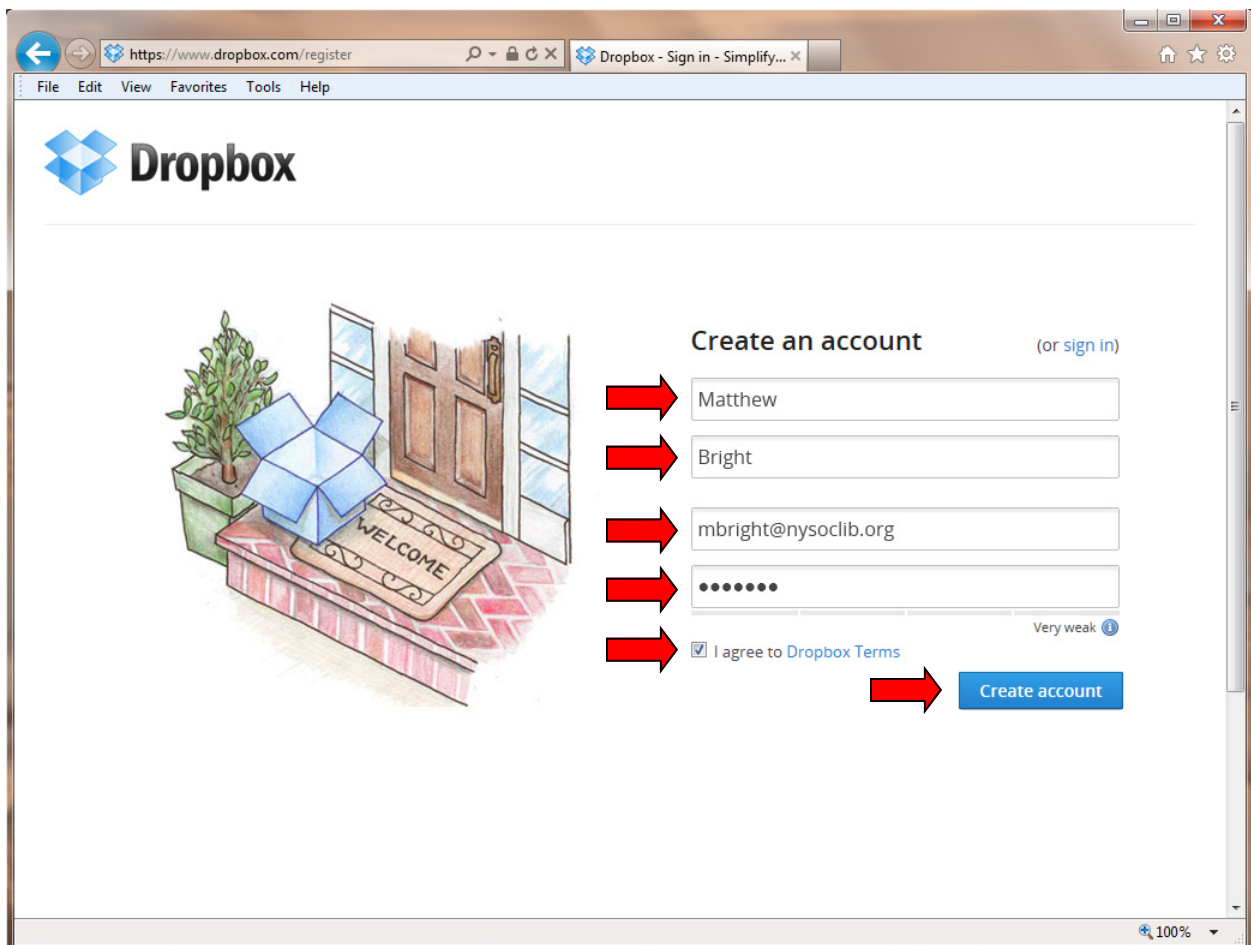 https://www.dropbox.com/register
Dropbox - Sign in - Simplify...
File Edit View Favorites Tools Help
Dropbox
Create an account (or sign in)
Matthew
Bright
mbright@nysoclib.org
•••••••
Very weak
I agree to Dropbox Terms
Create account
WELCOME
100%